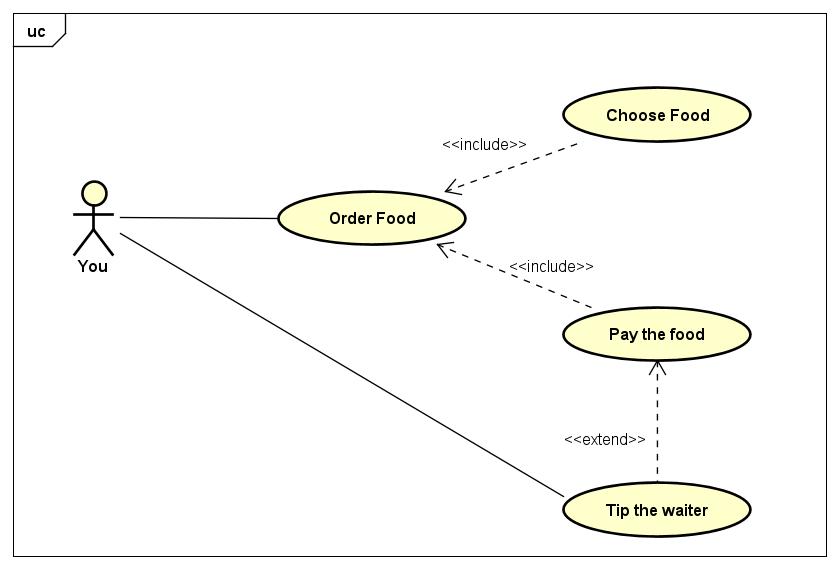 uc
Choose Food
<<include>>
Order Food
You
<<include>>
Pay the food
<<extend>>
Tip the waiter